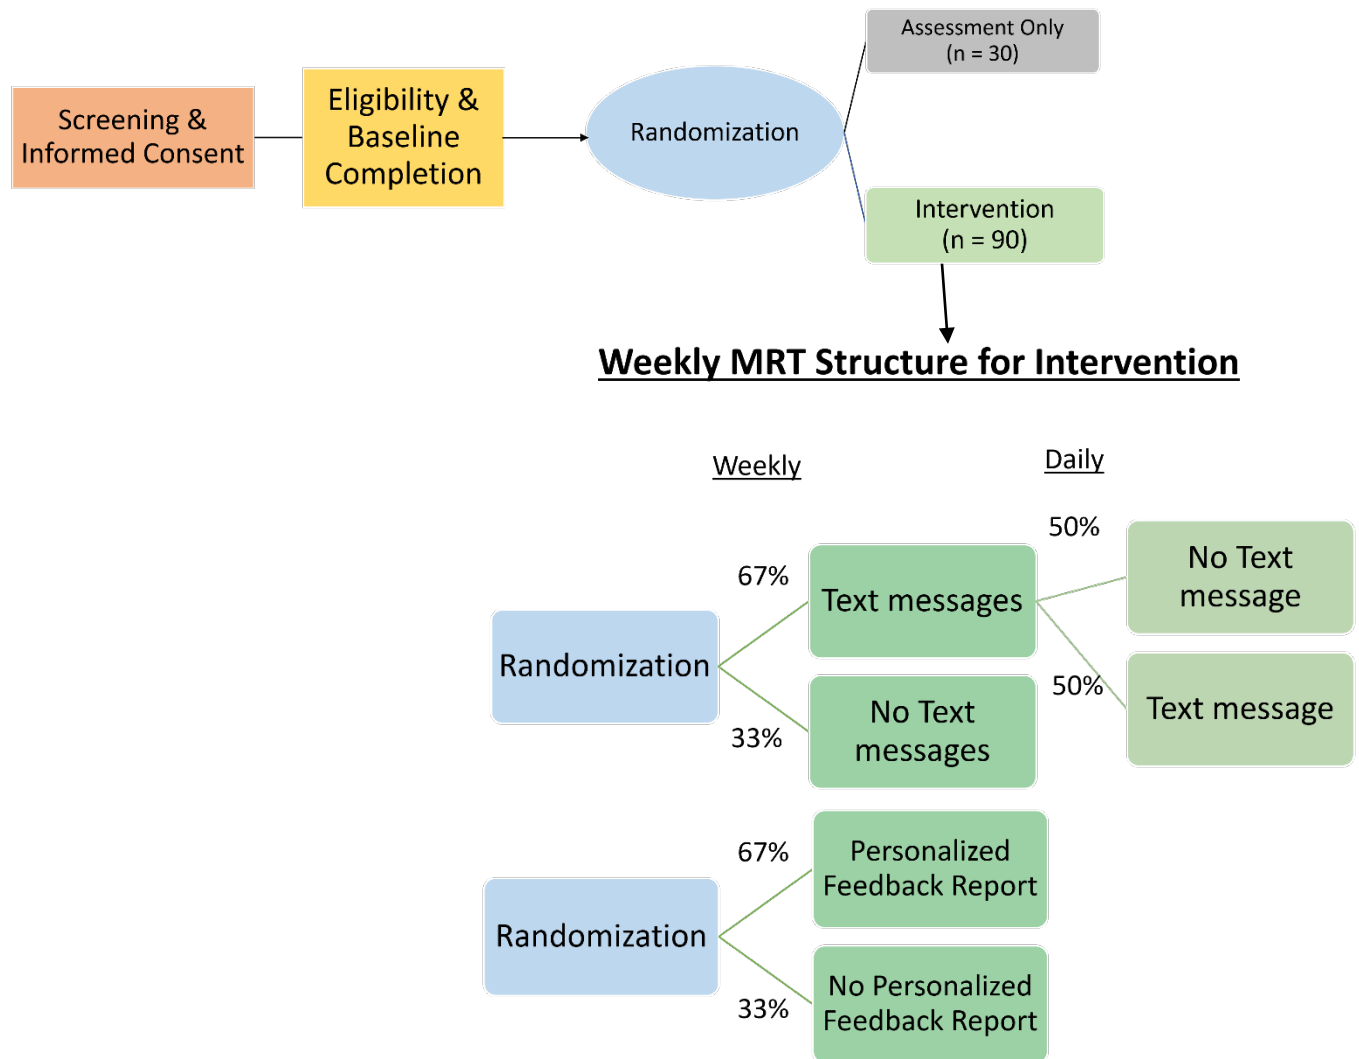 Assessment Only
(n = 30)
Screening &
Informed Consent
Eligibility &
Baseline
Completion
Randomization
Intervention
(n = 90)
Weekly MRT Structure for Intervention
Weekly
Daily
67%
33%
Randomization
Text messages
No Text
messages
50%
50%
No Text
message
Text message
67%
33%
Randomization
Personalized
Feedback Report
No Personalized
Feedback Report